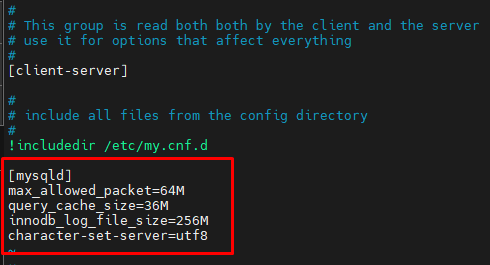 #
# This group is read both both by the client and the server
# use it for options that affect everything
#
[client-server]
#
# include all files from the config directory
#
!includedir /etc/my.cnf.d
[mysqld]
max_allowed_packet=64M
query_cache_size=36M
innodb_log_file_size=256M
character-set-server=utf8